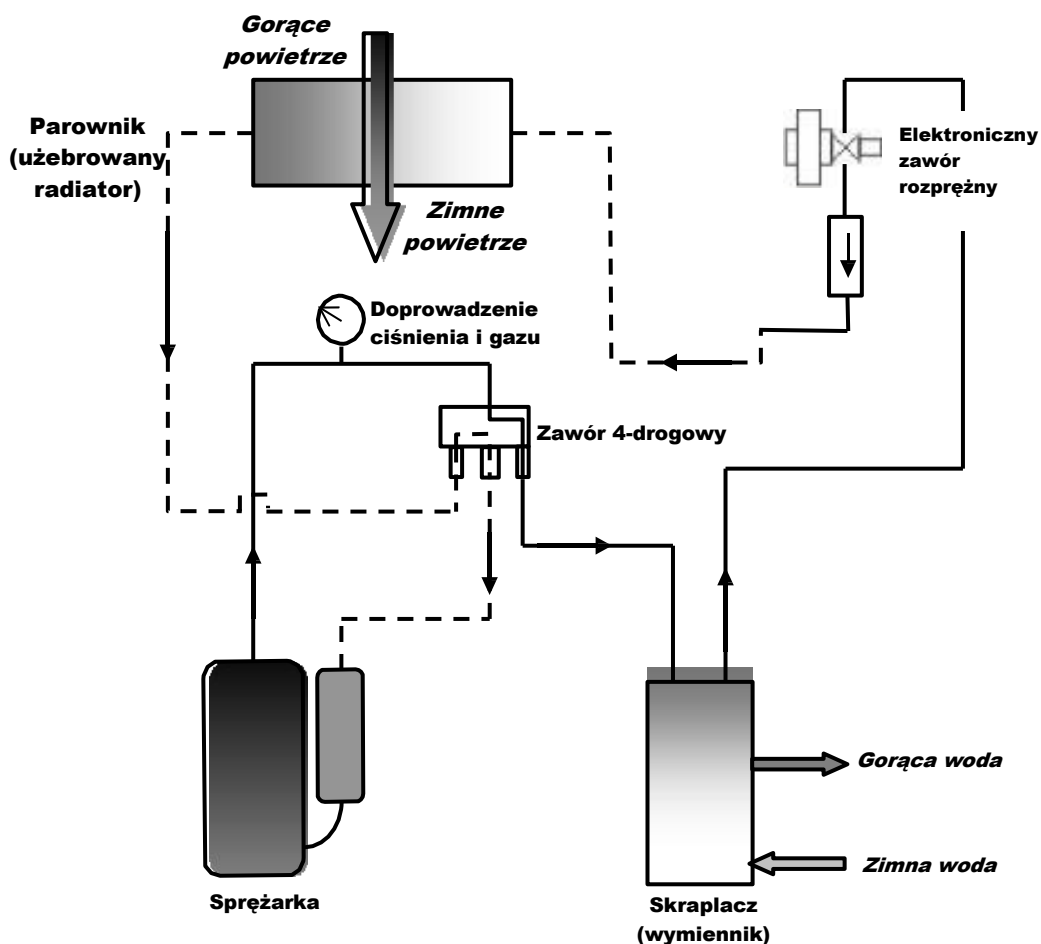 Gorące
powietrze
Parownik
(użebrowany
radiator)
Elektroniczny
zawór
rozprężny
Zimne
powietrze
Doprowadzenie
ciśnienia i gazu
Zawór 4-drogowy
Gorąca woda
Zimna woda
Sprężarka
Skraplacz
(wymiennik)